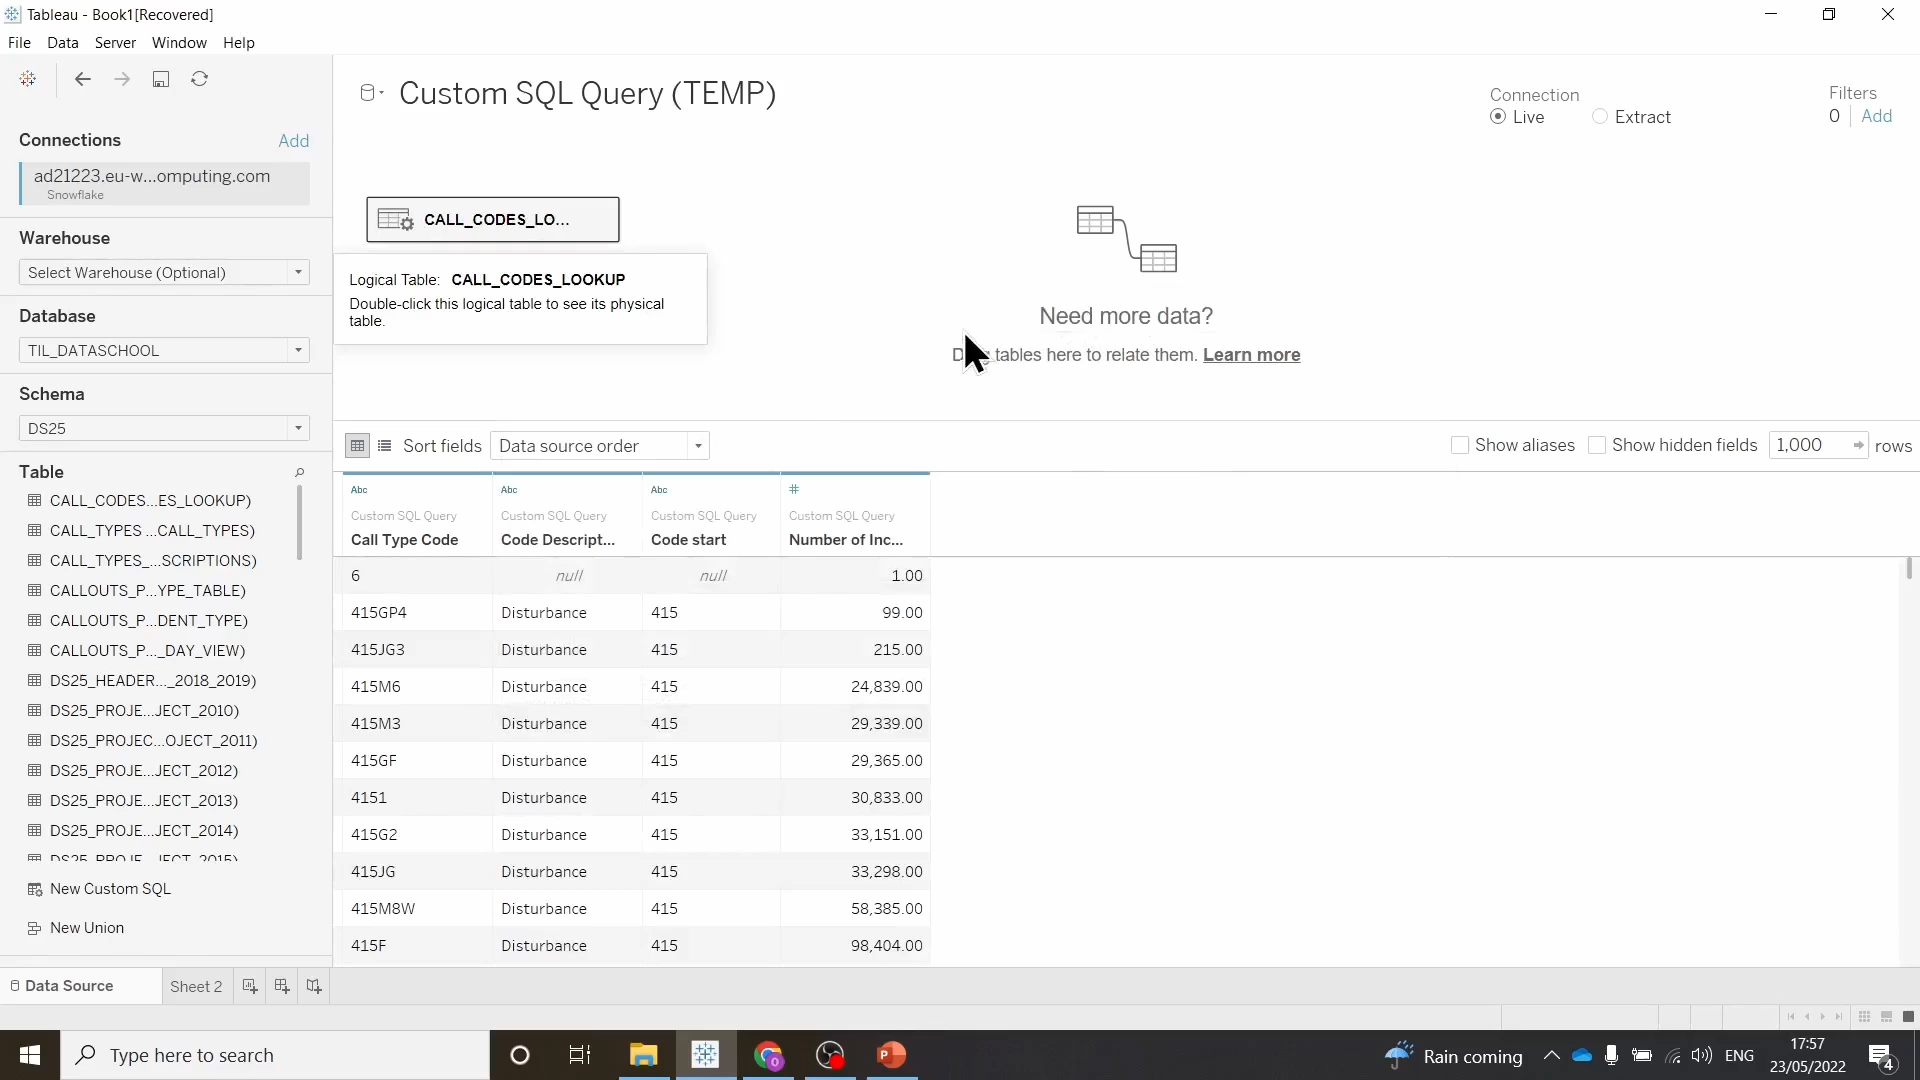 Tableau - Book1[Recovered]
File Data Server Window Help
Connections Add
ad21223.eu-w...omputing.com
Snowflake
Warehouse
Select Warehouse (Optional)
Database
TIL_DATASCHOOL
Schema
DS25
Table
CALL_CODES...ES_LOOKUP)
CALL_TYPES ...CALL_TYPES)
CALL_TYPES_...SCRIPTIONS)
CALLOUTS_P...YPE_TABLE)
CALLOUTS_P...DENT_TYPE)
CALLOUTS_P..._DAY_VIEW)
DS25_HEADER..._2018_2019)
DS25_PROJE...JECT_2010)
DS25_PROJEC...OJECT_2011)
DS25_PROJE...JECT_2012)
DS25_PROJE...JECT_2013)
DS25_PROJE...JECT_2014)
DS25_PROJE...JECT_2015)
New Custom SQL
New Union
Custom SQL Query (TEMP)
Connection
Live Extract
Filters
0 Add
CALL_CODES_LO...
Logical Table: CALL_CODES_LOOKUP
Double-click this logical table to see its physical
table.
Need more data?
tables here to relate them. Learn more
Sort fields Data source order Show aliases Show hidden fields 1,000 rows
Abc Abc Abc #
Custom SQL Query Custom SQL Query Custom SQL Query Custom SQL Query
Call Type Code Code Descript... Code start Number of Inc...
6 null null 1.00
415GP4 Disturbance 415 99.00
415JG3 Disturbance 415 215.00
415M6 Disturbance 415 24,839.00
415M3 Disturbance 415 29,339.00
415GF Disturbance 415 29,365.00
4151 Disturbance 415 30,833.00
415G2 Disturbance 415 33,151.00
415JG Disturbance 415 33,298.00
415M8W Disturbance 415 58,385.00
415F Disturbance 415 98,404.00
Data Source Sheet 2
Type here to search
Rain coming
ENG
17:57
23/05/2022
4